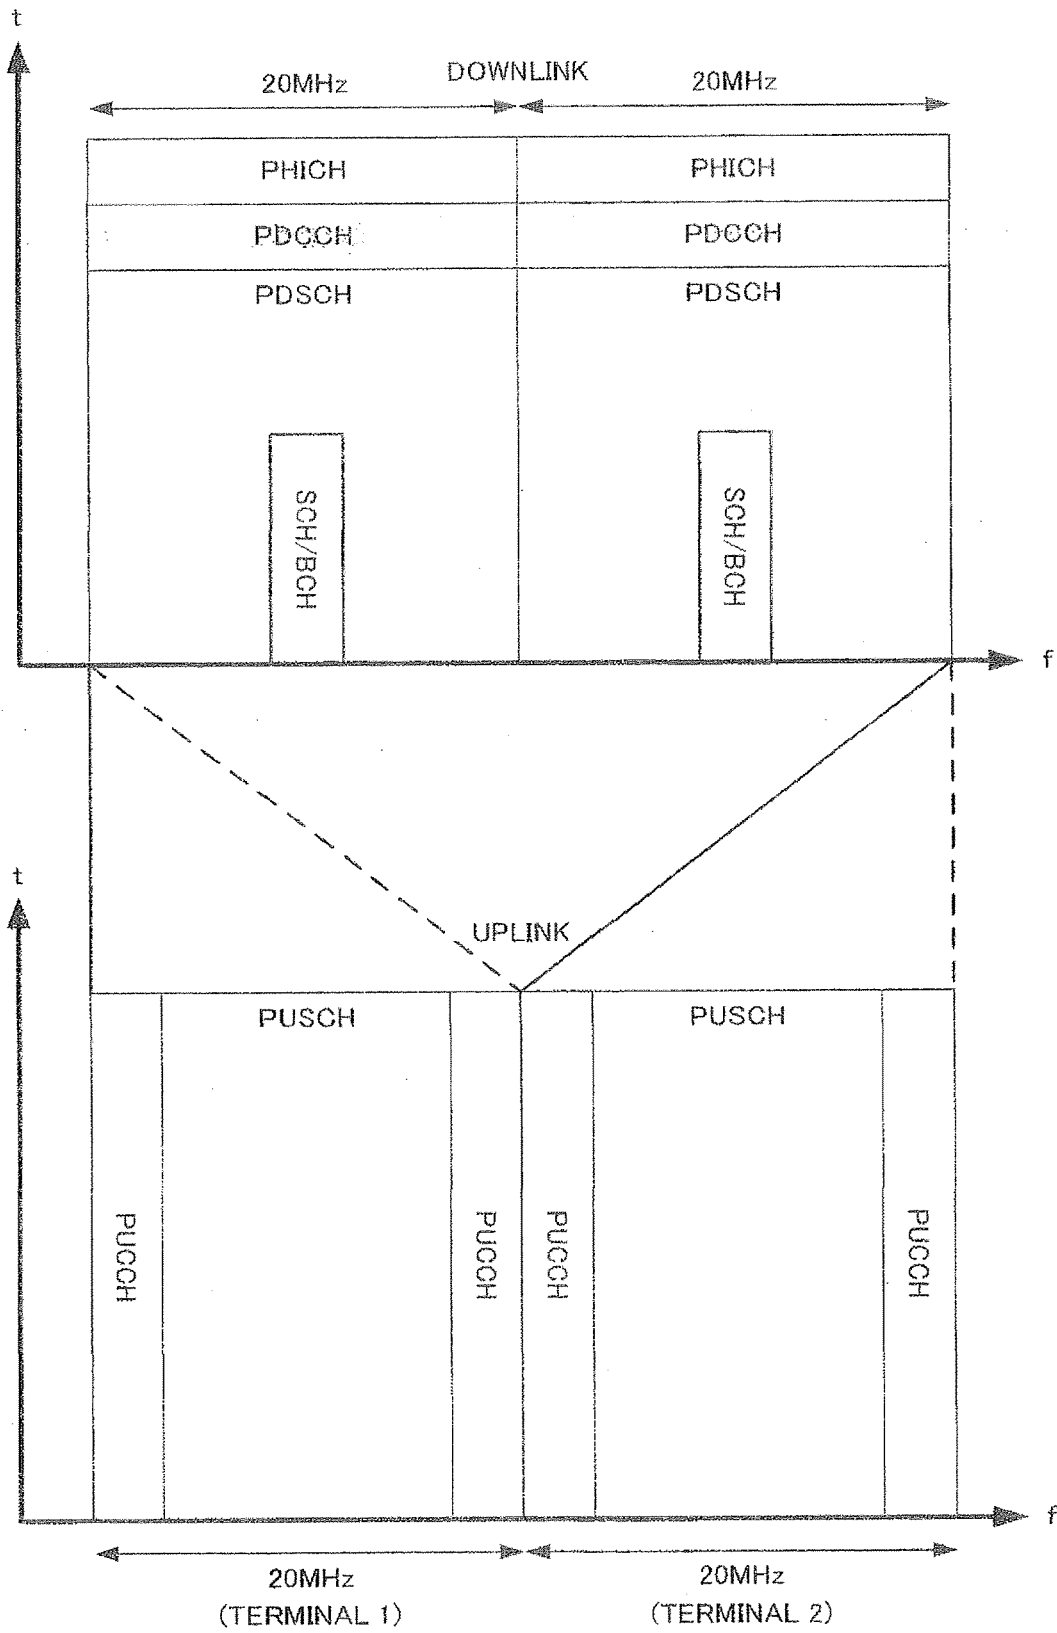 t
DOWNLINK
20MHz
20MHz
PHICH
PHICH
PDCCH
PDCCH
PDSCH
PDSCH
SCH/BCH
SCH/BCH
f
t
UPLINK
PUSCH
PUSCH
PUCCH
PUCCH
PUCCH
PUCCH
f
20MHz
(TERMINAL 1)
20MHz
(TERMINAL 2)